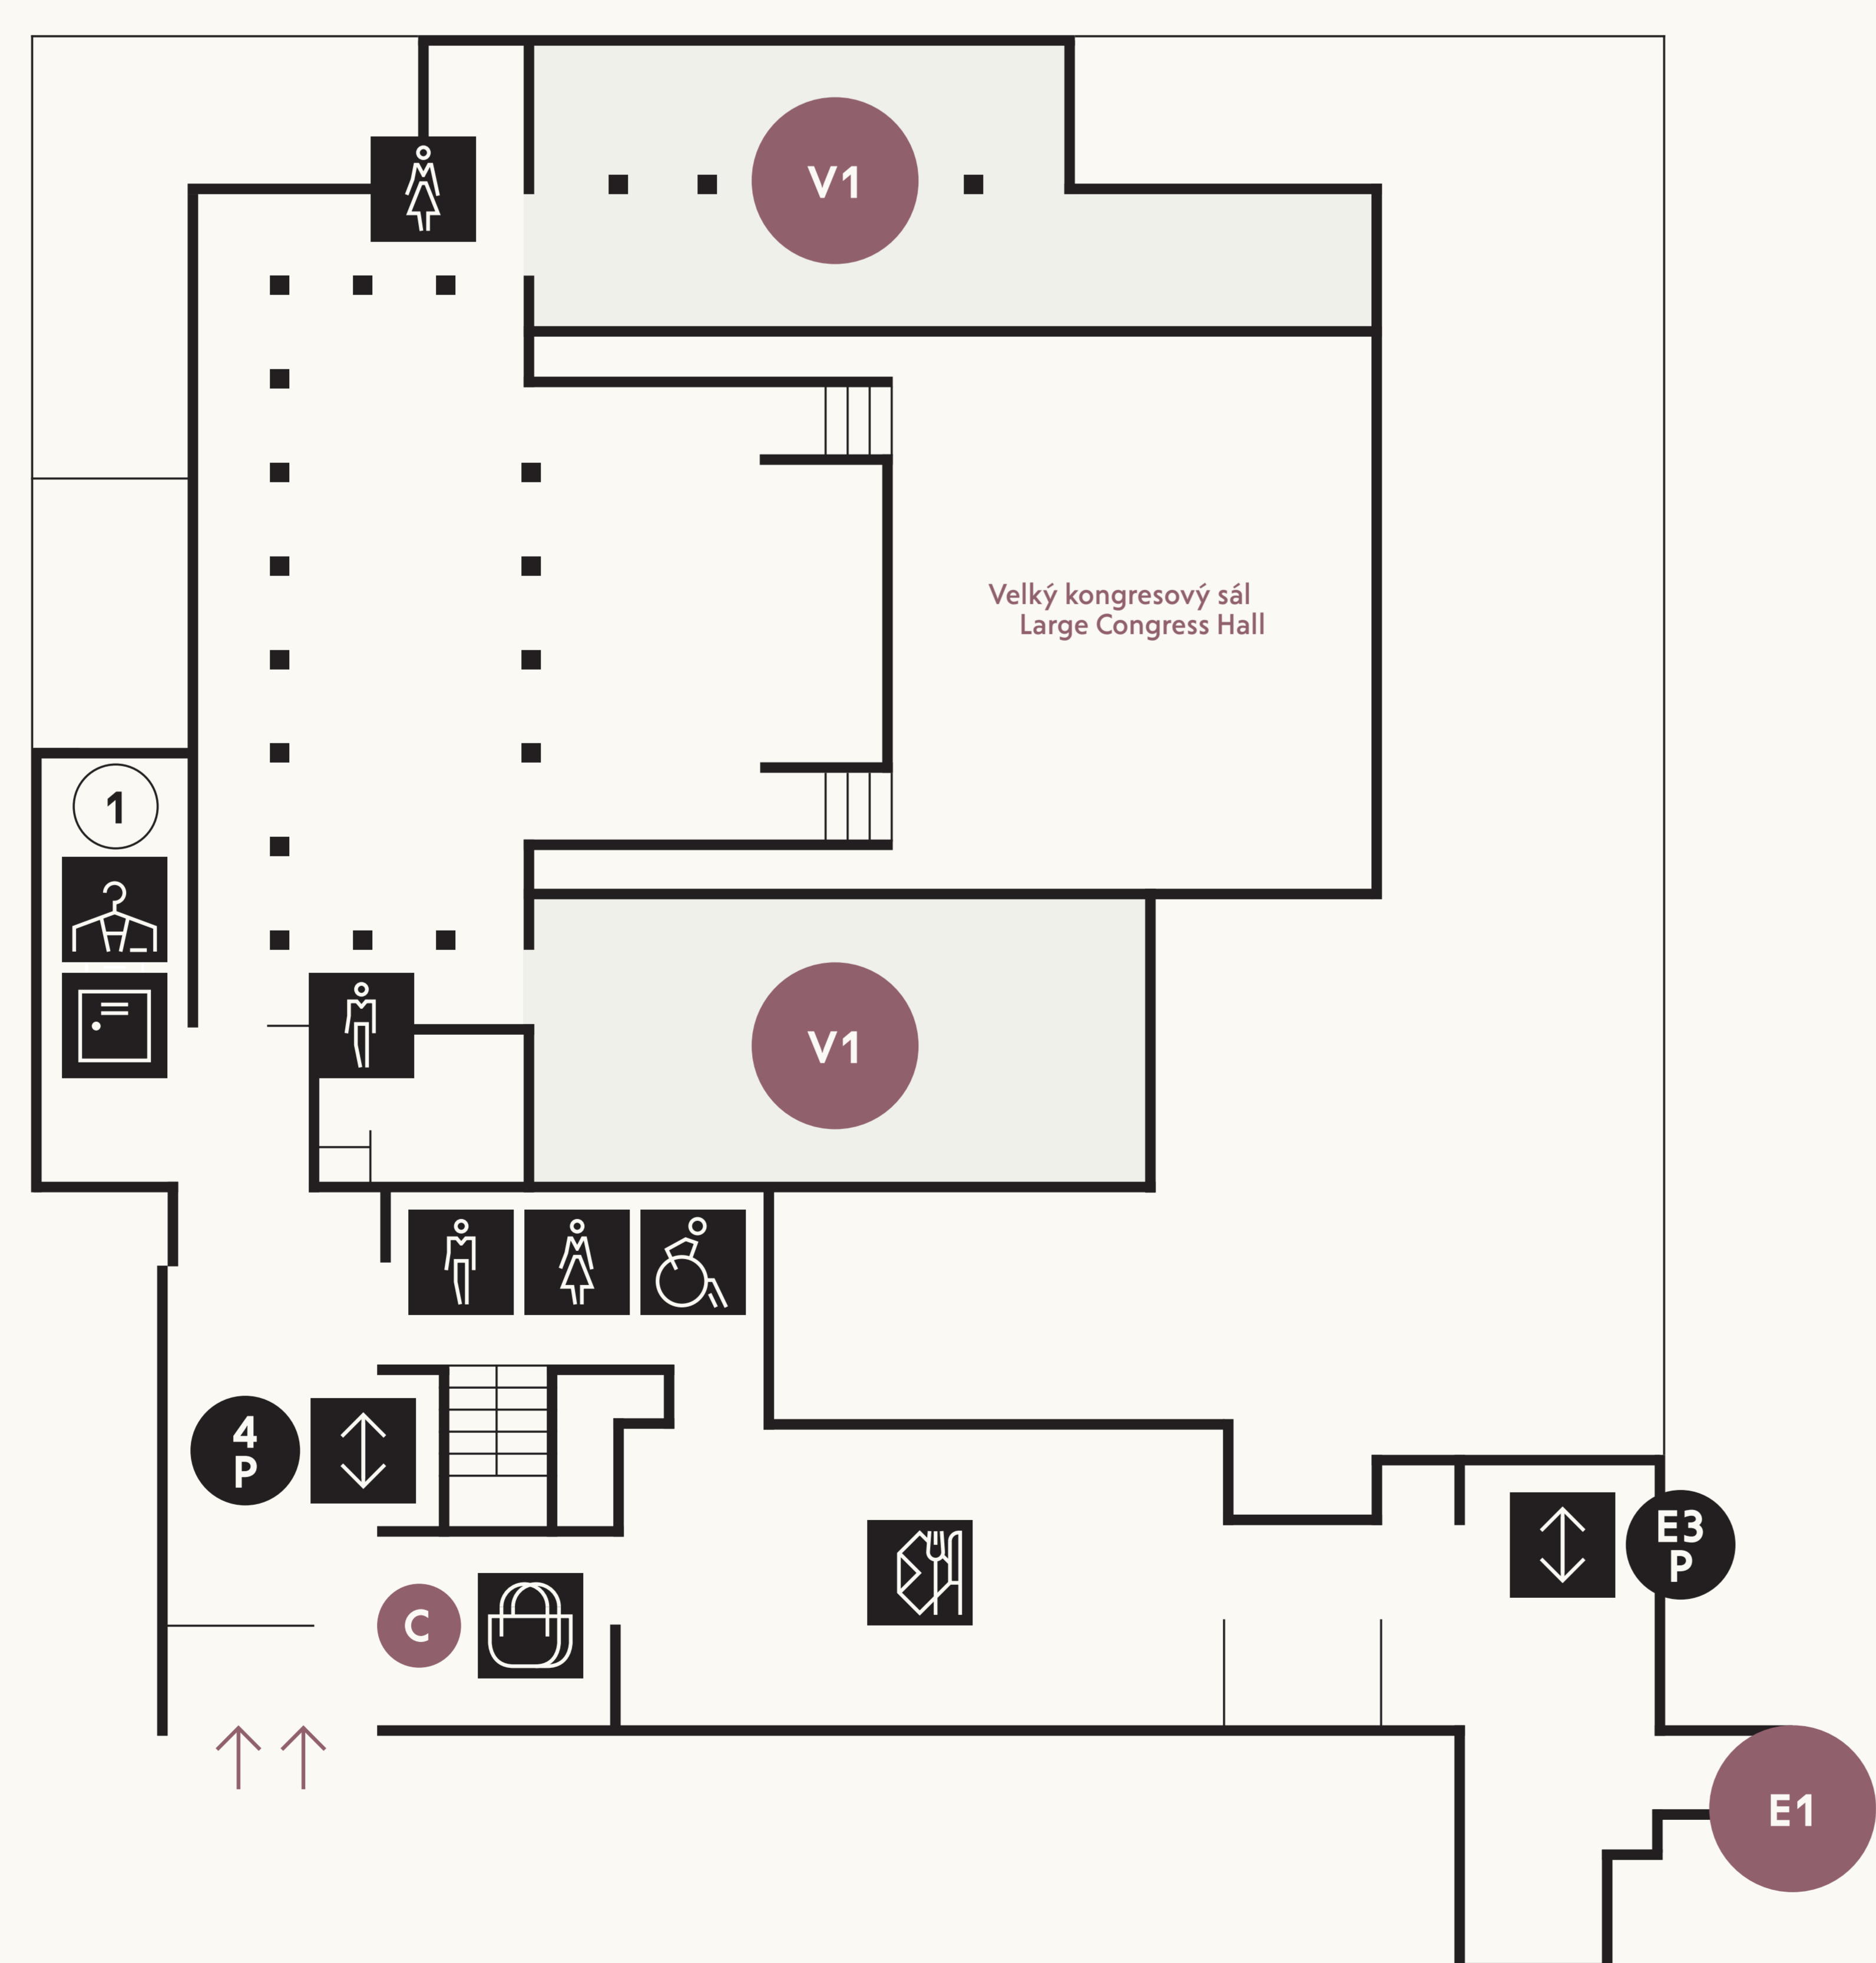 V1
Velký kongresový sál
Large Congress Hall
1
V1
4
P
E3
P
C
E1